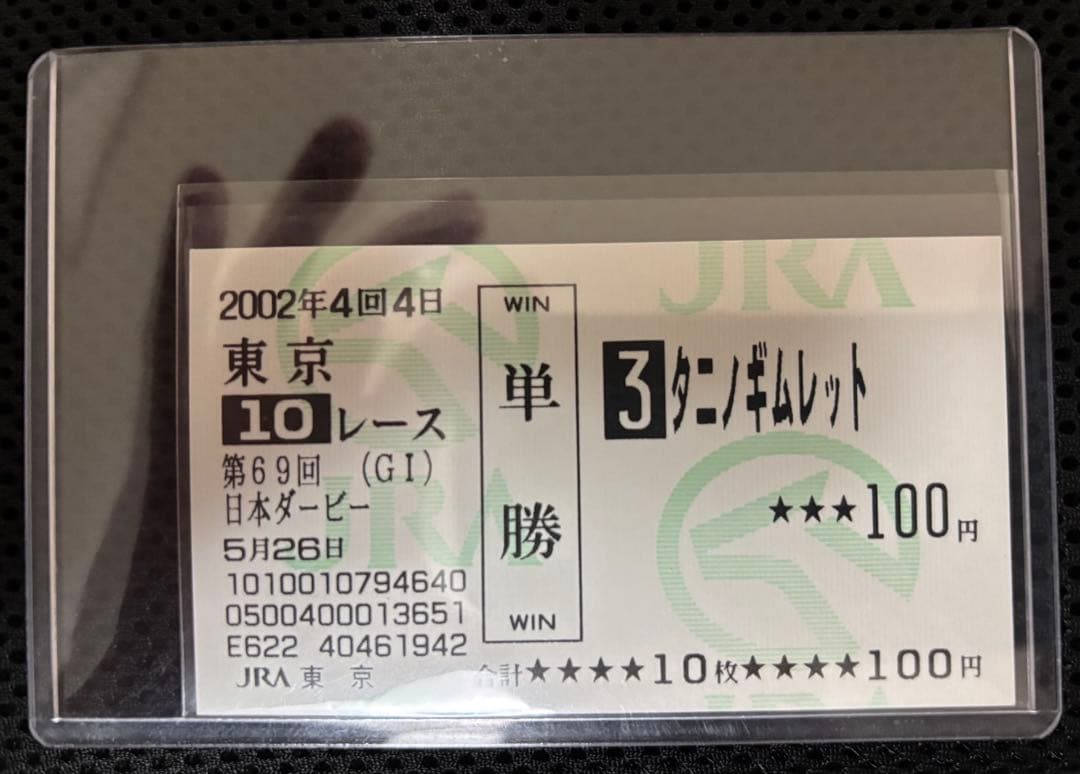 2002年4回4日
東京
10レース
第69回 (GI)
日本ダービー
5月26日
1010010794640
0500400013651
E622 40461942
JRA 東 京
WIN
単勝
WIN
JRA
3 タニノギムレット
★★★100円
合計★★★★10枚★★★★100円
JRA